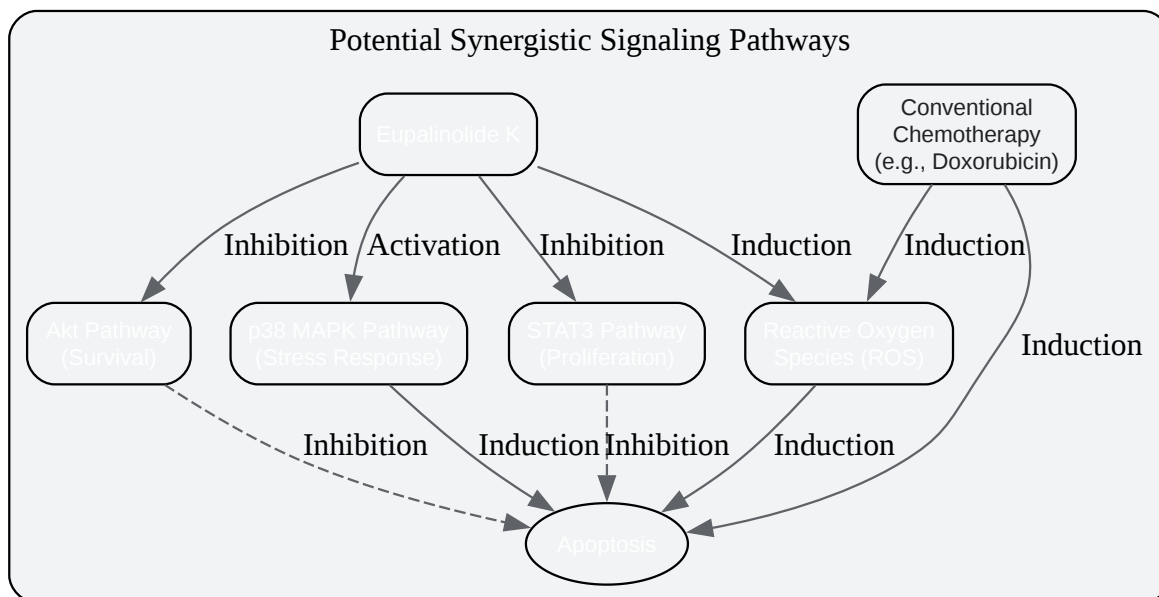 Potential Synergistic Signaling Pathways
Eupalinolide K
Conventional
Chemotherapy
(e.g., Doxorubicin)
Inhibition
Activation
Inhibition
Induction
Induction
Akt Pathway
(Survival)
p38 MAPK Pathway
(Stress Response)
STAT3 Pathway
(Proliferation)
Reactive Oxygen
Species (ROS)
Induction
Inhibition
Induction
Inhibition
Induction
Apoptosis